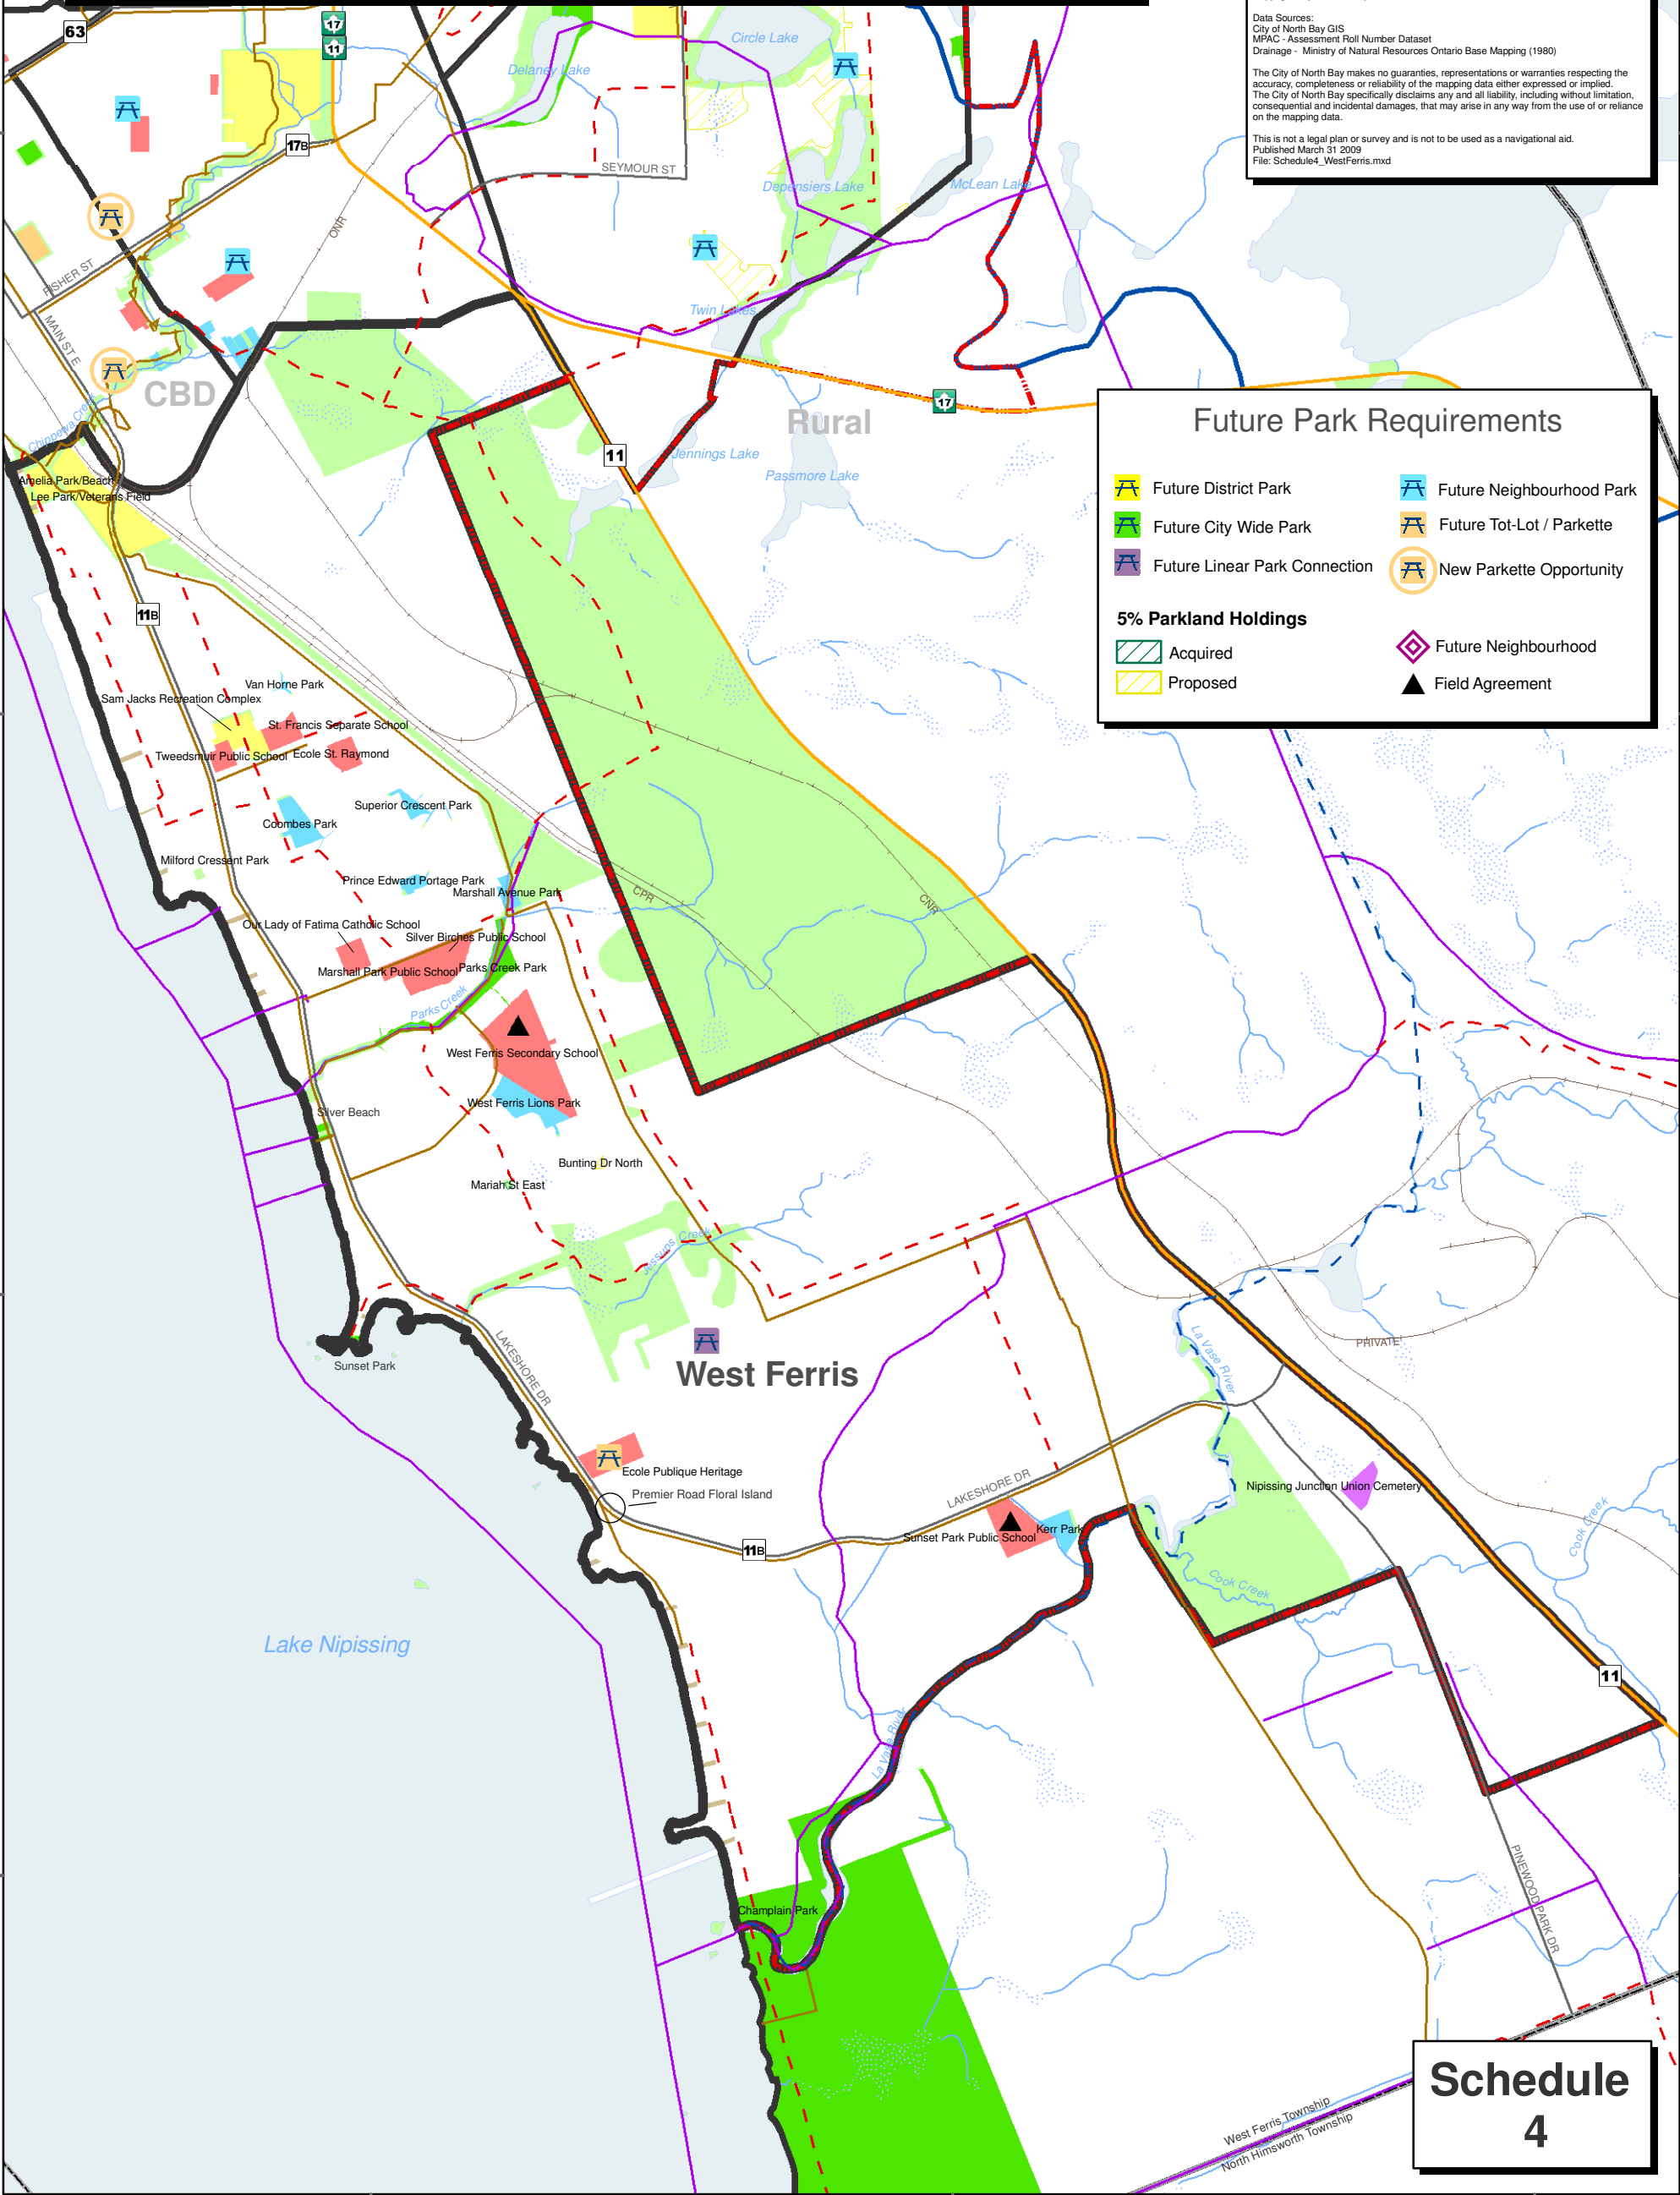 Data Sources:
City of North Bay GIS
MPAC - Assessment Roll Number Dataset
Drainage - Ministry of Natural Resources Ontario Base Mapping (1980)
The City of North Bay makes no guaranties, representations or warranties respecting the
accuracy, completeness or reliability of the mapping data either expressed or implied.
The City of North Bay specifically disclaims any and all liability, including without limitation,
consequential and incidental damages, that may arise in any way from the use of or reliance
on the mapping data.
This is not a legal plan or survey and is not to be used as a navigational aid.
Published March 31 2009
File: Schedule4_WestFerris.mxd
63
17
11
Circle Lake
Delaney Lake
17B
SEYMOUR ST
Depensiers Lake
McLean Lake
ONR
FISHER ST
MAIN ST E
Twin Lakes
CBD
Chippewa Creek
17
Rural
11
Jennings Lake
Passmore Lake
Amelia Park/Beach
Lee Park/Veterans Field
Future Park Requirements
Future District Park
Future Neighbourhood Park
Future City Wide Park
Future Tot-Lot / Parkette
Future Linear Park Connection
New Parkette Opportunity
5% Parkland Holdings
Acquired
Future Neighbourhood
Proposed
Field Agreement
11B
Van Horne Park
Sam Jacks Recreation Complex
St. Francis Separate School
Tweedsmuir Public School
Ecole St. Raymond
Superior Crescent Park
Coombes Park
Milford Cressent Park
Prince Edward Portage Park
Marshall Avenue Park
CPR
CNR
Our Lady of Fatima Catholic School
Silver Birches Public School
Marshall Park Public School
Parks Creek Park
Parks Creek
West Ferris Secondary School
West Ferris Lions Park
Silver Beach
Bunting Dr North
Mariah St East
Jessups Creek
LAKESHORE DR
Sunset Park
West Ferris
La Vase River
PRIVATE
Ecole Publique Heritage
Premier Road Floral Island
LAKESHORE DR
Nipissing Junction Union Cemetery
Sunset Park Public School
Kerr Park
11B
Cook Creek
Cook Creek
Lake Nipissing
11
La Vase River
PINEWOOD PARK DR
Champlain Park
West Ferris Township
North Himsworth Township
Schedule
4